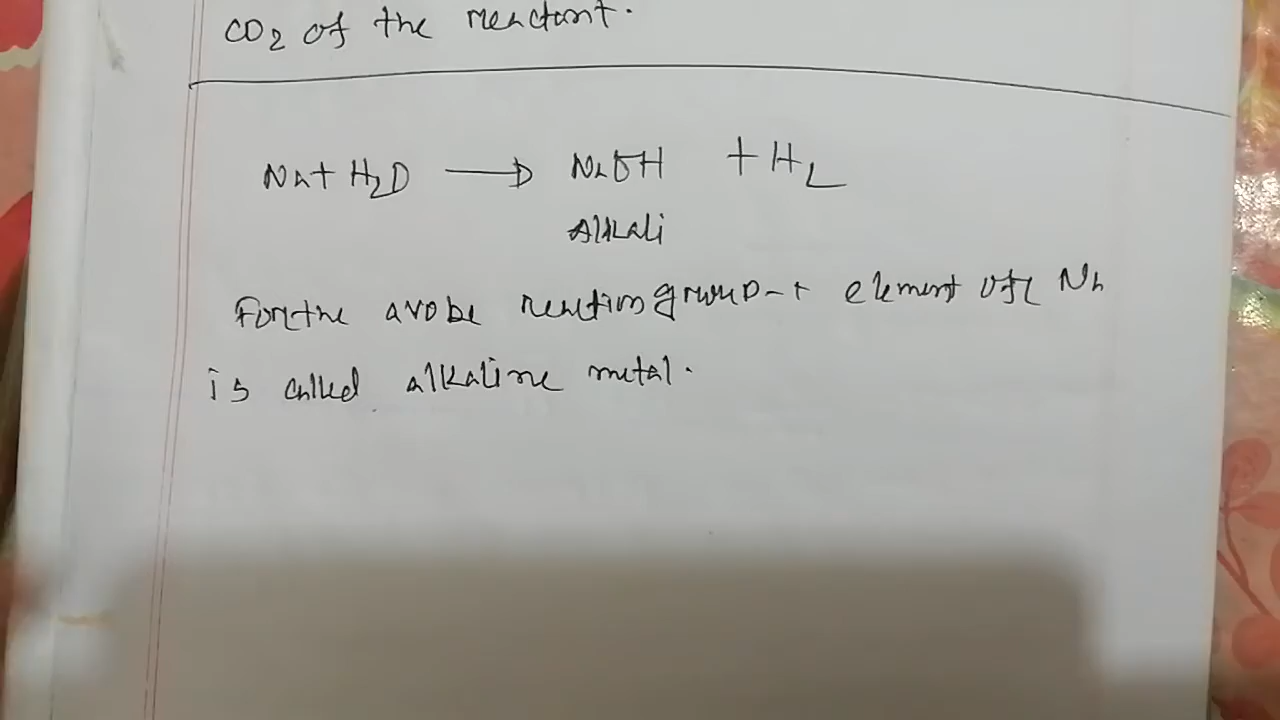 CO2 of the reactant.
Na + H2O → NaOH + H2
Alkali
For the avobe reaction group-1 element of Na
is called alkaline metal.